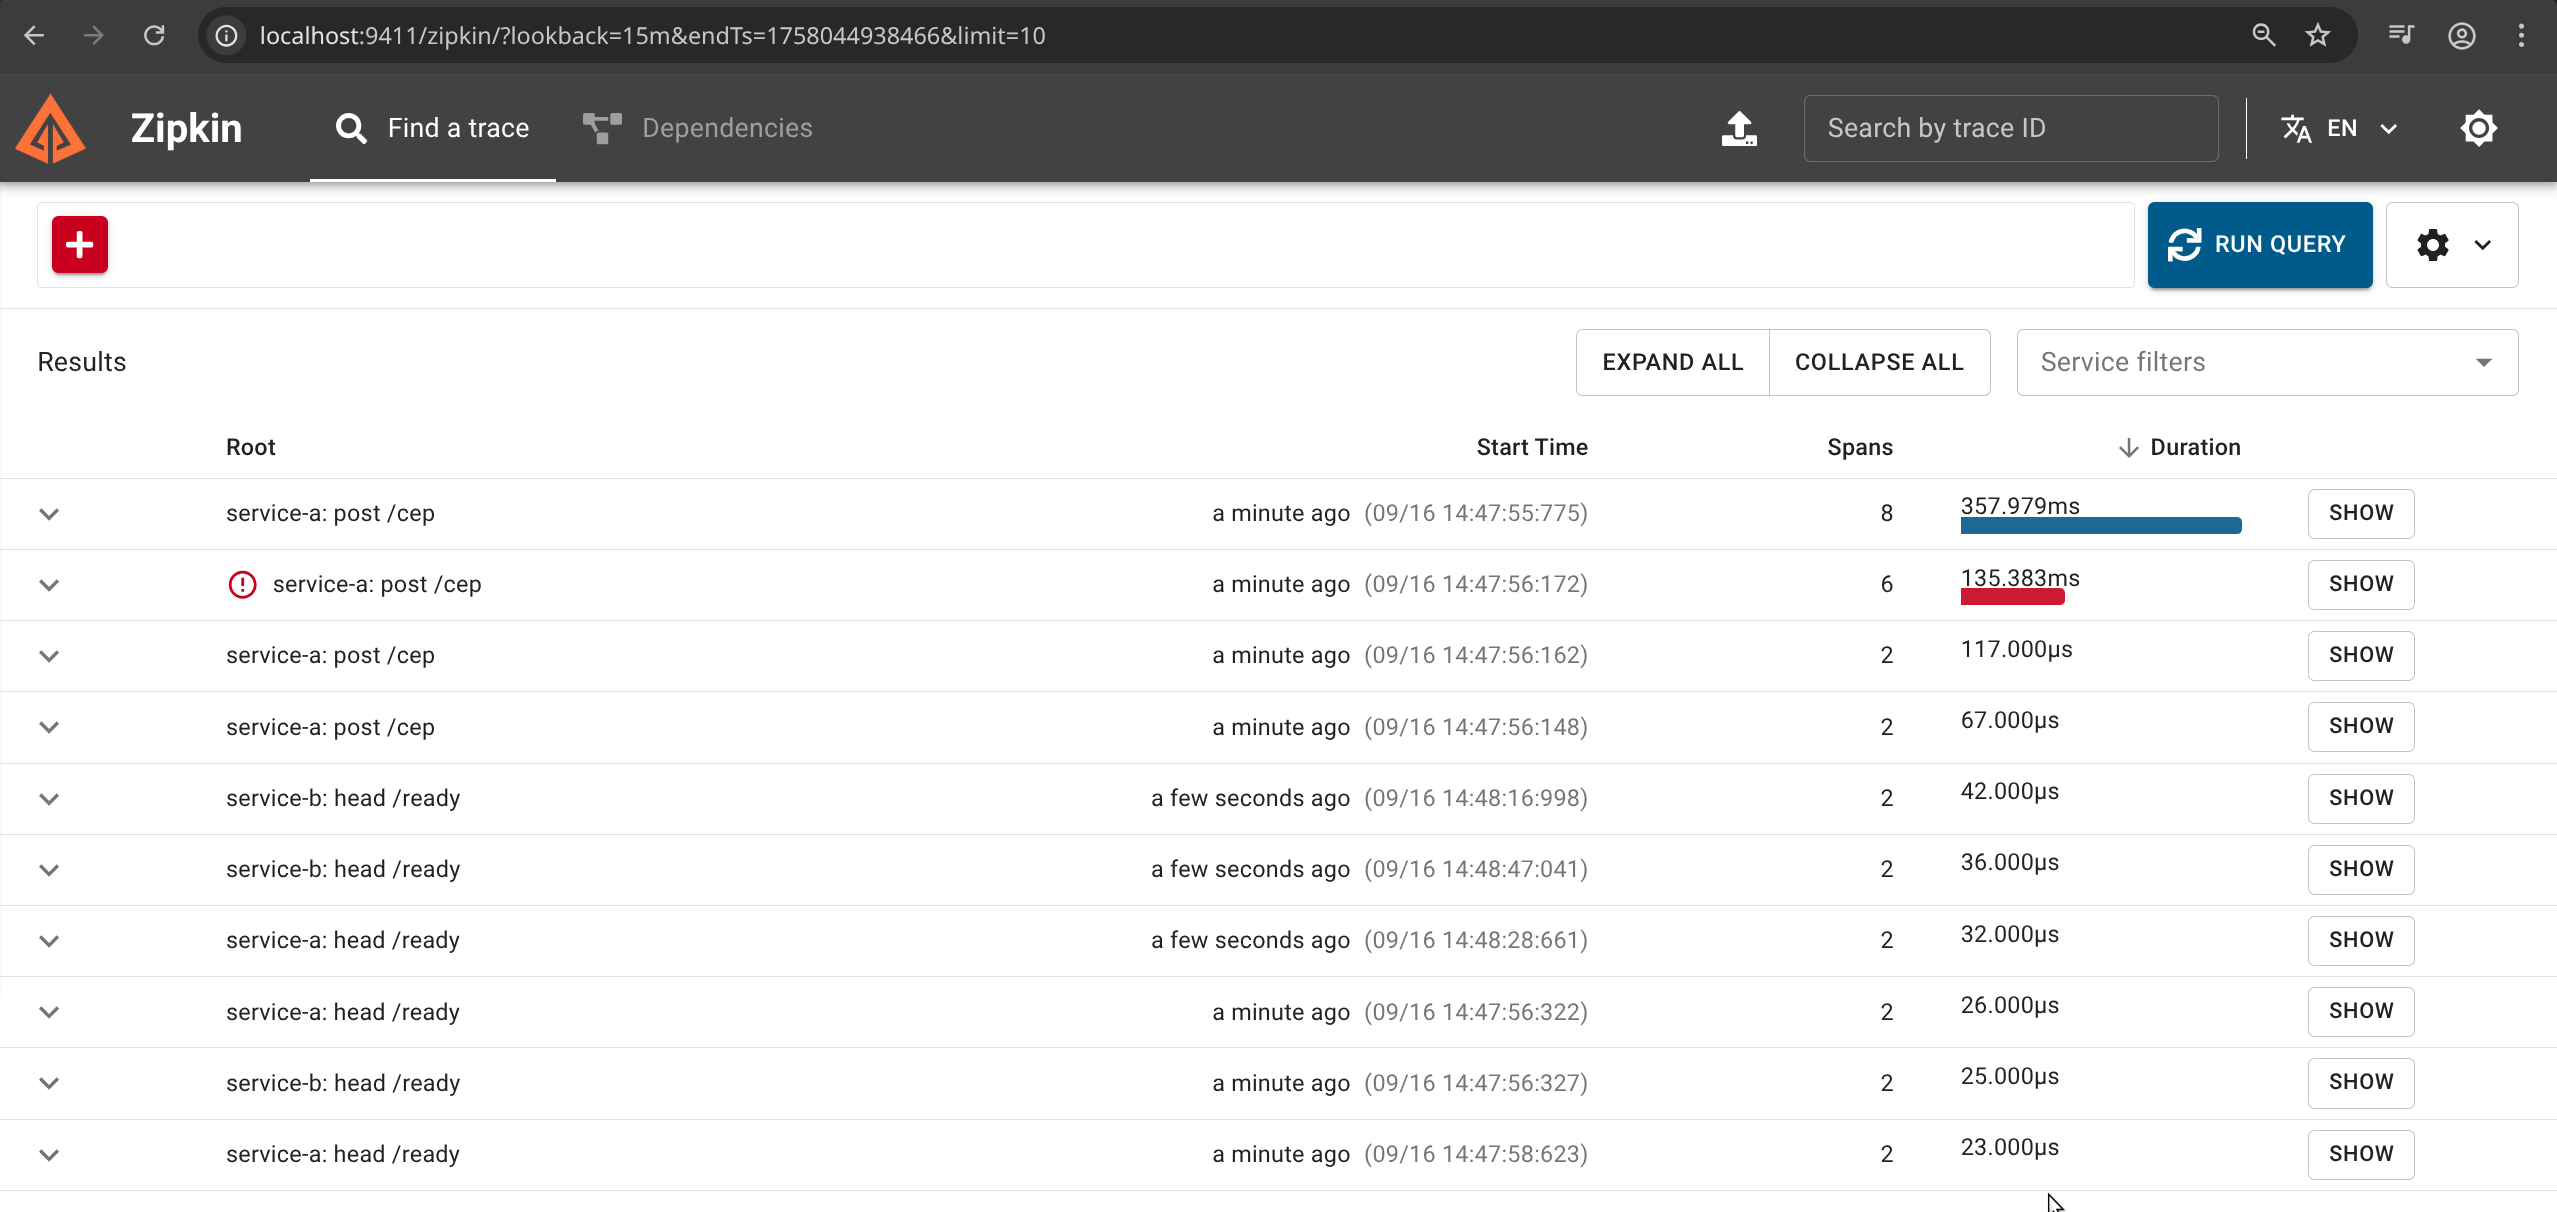 localhost:9411/zipkin/?lookback=15m&endTs=1758044938466&limit=10
Zipkin Find a trace Dependencies Search by trace ID EN
RUN QUERY
Results EXPAND ALL COLLAPSE ALL Service filters
Root Start Time Spans Duration
service-a: post /cep a minute ago (09/16 14:47:55:775) 8 357.979ms SHOW
service-a: post /cep a minute ago (09/16 14:47:56:172) 6 135.383ms SHOW
service-a: post /cep a minute ago (09/16 14:47:56:162) 2 117.000μs SHOW
service-a: post /cep a minute ago (09/16 14:47:56:148) 2 67.000μs SHOW
service-b: head /ready a few seconds ago (09/16 14:48:16:998) 2 42.000μs SHOW
service-b: head /ready a few seconds ago (09/16 14:48:47:041) 2 36.000μs SHOW
service-a: head /ready a few seconds ago (09/16 14:48:28:661) 2 32.000μs SHOW
service-a: head /ready a minute ago (09/16 14:47:56:322) 2 26.000μs SHOW
service-b: head /ready a minute ago (09/16 14:47:56:327) 2 25.000μs SHOW
service-a: head /ready a minute ago (09/16 14:47:58:623) 2 23.000μs SHOW